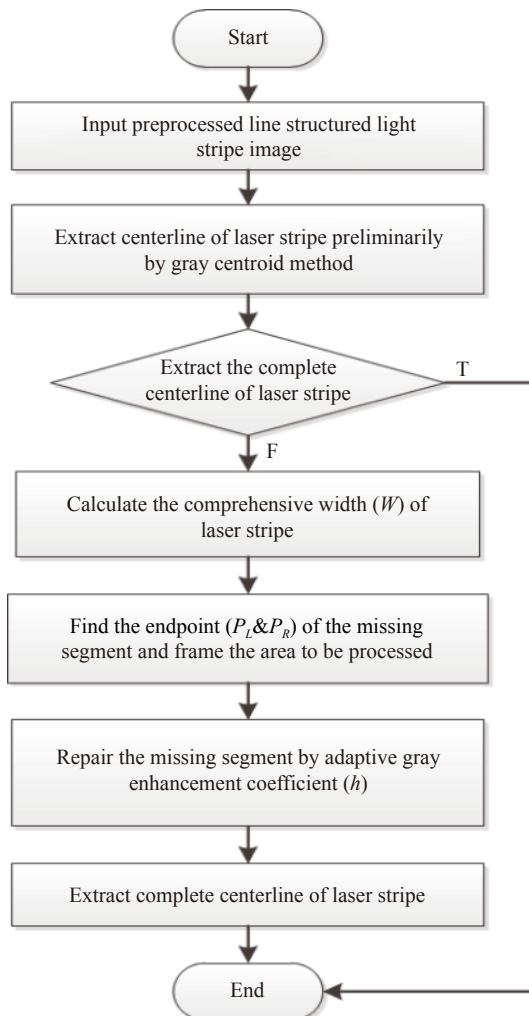 Start
Input preprocessed line structured light
stripe image
Extract centerline of laser stripe preliminarily
by gray centroid method
Extract the complete
centerline of laser stripe
T
F
Calculate the comprehensive width (W) of
laser stripe
Find the endpoint (P_L&P_R) of the missing
segment and frame the area to be processed
Repair the missing segment by adaptive gray
enhancement coefficient (h)
Extract complete centerline of laser stripe
End